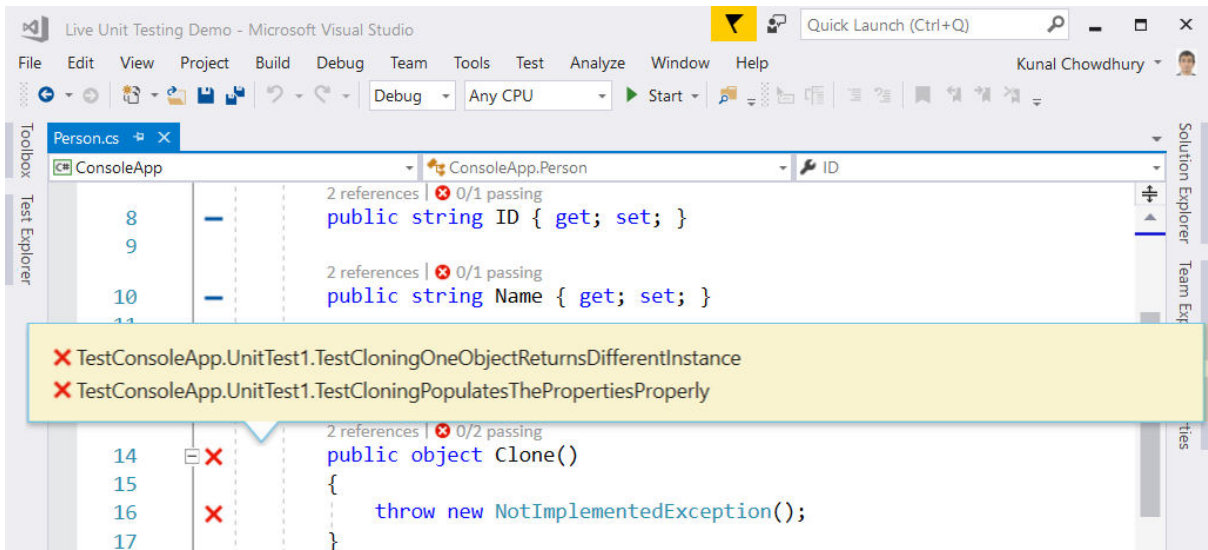 Live Unit Testing Demo - Microsoft Visual Studio
Quick Launch (Ctrl+Q)
File Edit View Project Build Debug Team Tools Test Analyze Window Help
Kunal Chowdhury
Debug
Any CPU
Start
Toolbox
Test Explorer
Person.cs
C# ConsoleApp
ConsoleApp.Person
ID
2 references | 0/1 passing
8 public string ID { get; set; }
9
2 references | 0/1 passing
10 public string Name { get; set; }
TestConsoleApp.UnitTest1.TestCloningOneObjectReturnsDifferentInstance
TestConsoleApp.UnitTest1.TestCloningPopulatesThePropertiesProperly
2 references | 0/2 passing
14 public object Clone()
15 {
16 throw new NotImplementedException();
17 }
Solution Explorer
Team